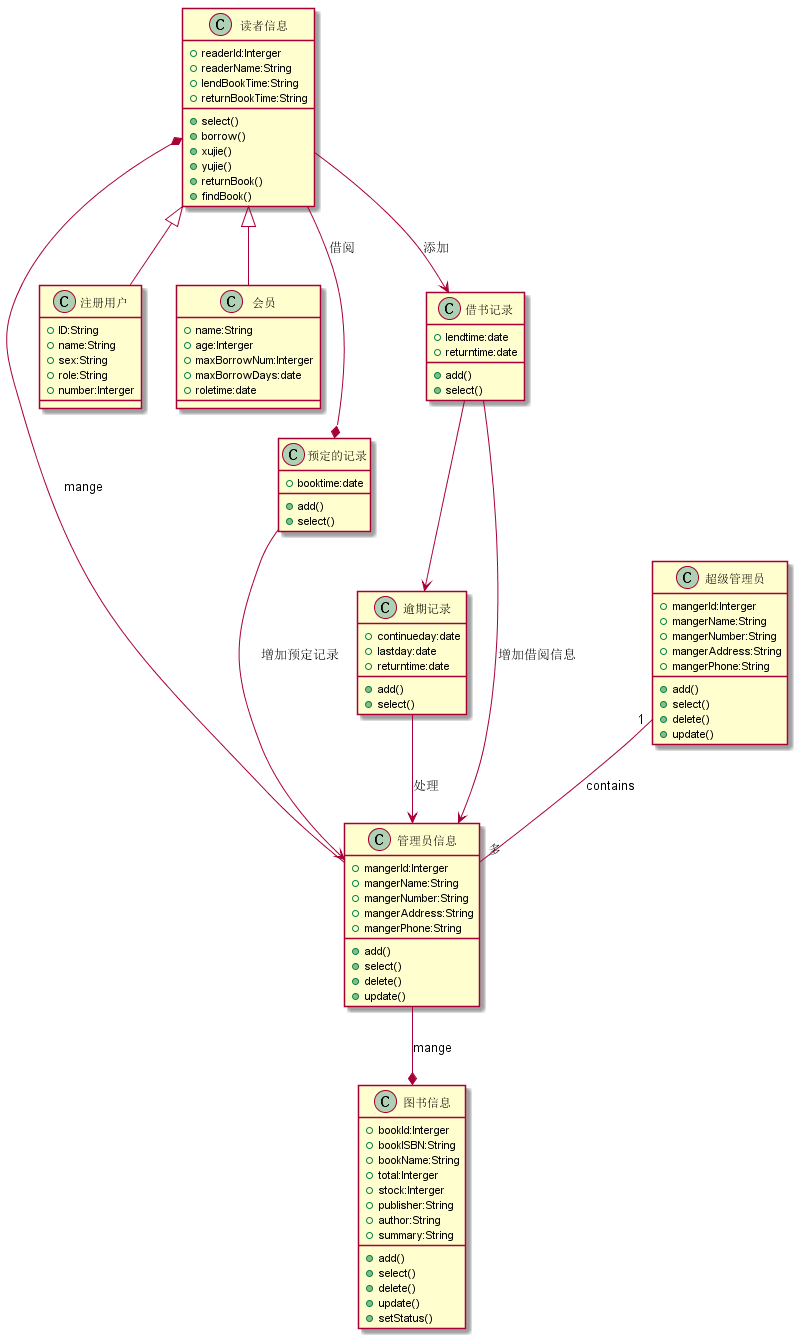 C 读者信息
readerId:Interger
readerName:String
lendBookTime:String
returnBookTime:String
select()
borrow()
xujie()
yujie()
returnBook()
findBook()
借阅
添加
C 注册用户
ID:String
name:String
sex:String
role:String
number:Interger
C 会员
name:String
age:Interger
maxBorrowNum:Interger
maxBorrowDays:date
roletime:date
C 借书记录
lendtime:date
returntime:date
add()
select()
mange
C 预定的记录
booktime:date
add()
select()
增加预定记录
C 逾期记录
continueday:date
lastday:date
returntime:date
add()
select()
增加借阅信息
C 超级管理员
mangerId:Interger
mangerName:String
mangerNumber:String
mangerAddress:String
mangerPhone:String
add()
select()
delete()
update()
1
处理
contains
多
C 管理员信息
mangerId:Interger
mangerName:String
mangerNumber:String
mangerAddress:String
mangerPhone:String
add()
select()
delete()
update()
mange
C 图书信息
bookId:Interger
bookISBN:String
bookName:String
total:Interger
stock:Interger
publisher:String
author:String
summary:String
add()
select()
delete()
update()
setStatus()